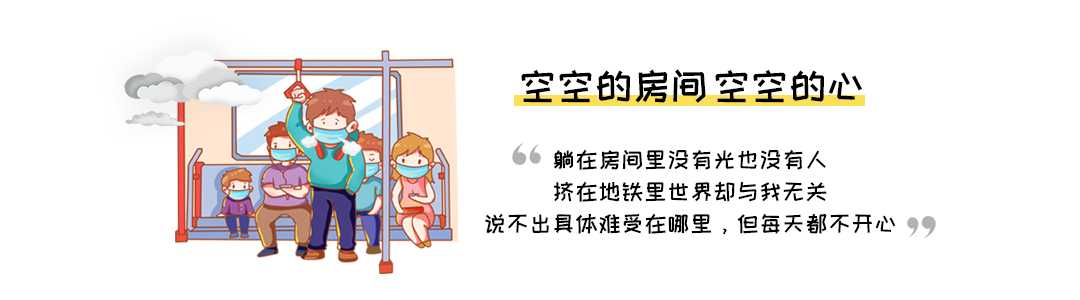 空空的房间 空空的心
“ 躺在房间里没有光也没有人
挤在地铁里世界却与我无关
说不出具体难受在哪里，但每天都不开心 ”